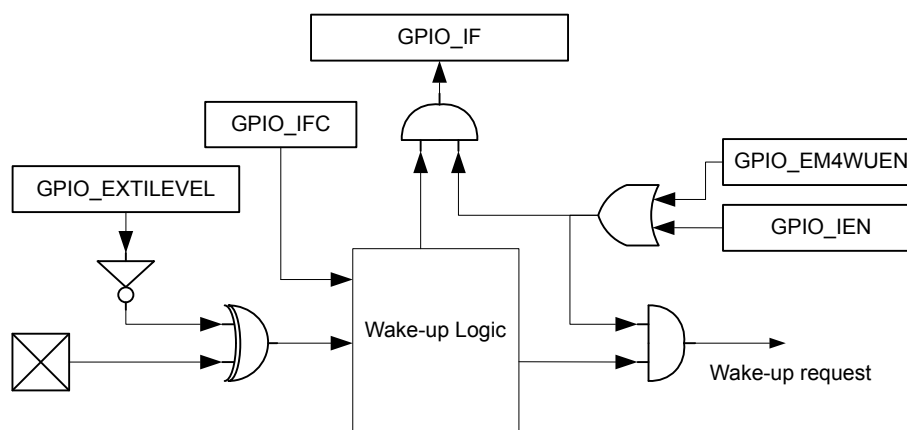 GPIO_IF
GPIO_IFC
GPIO_EM4WUEN
GPIO_EXTILEVEL
GPIO_IEN
Wake-up Logic
Wake-up request